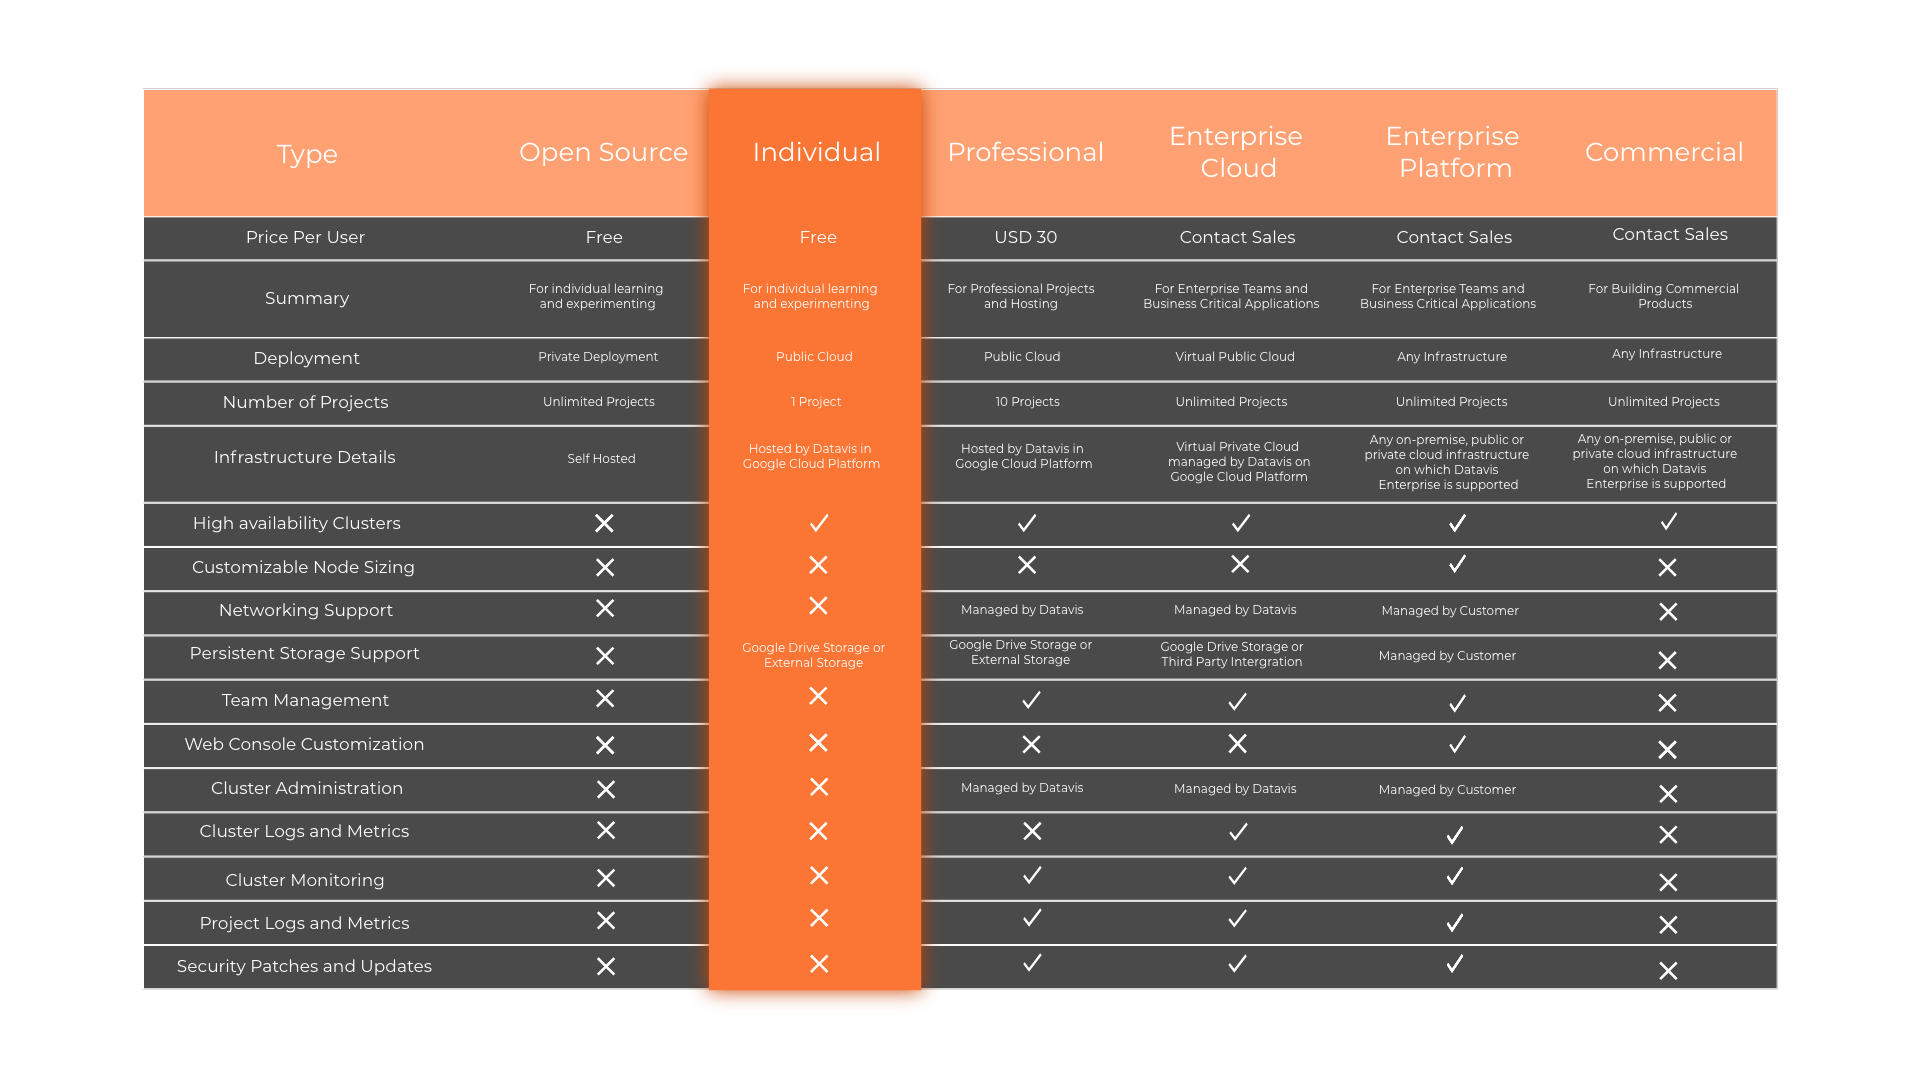 Type
Open Source
Individual
Professional
Enterprise
Cloud
Enterprise
Platform
Commercial
Price Per User
Free
Free
USD 30
Contact Sales
Contact Sales
Contact Sales
Summary
For individual learning
and experimenting
For individual learning
and experimenting
For Professional Projects
and Hosting
For Enterprise Teams and
Business Critical Applications
For Enterprise Teams and
Business Critical Applications
For Building Commercial
Products
Deployment
Private Deployment
Public Cloud
Public Cloud
Virtual Public Cloud
Any Infrastructure
Any Infrastructure
Number of Projects
Unlimited Projects
1 Project
10 Projects
Unlimited Projects
Unlimited Projects
Unlimited Projects
Infrastructure Details
Self Hosted
Hosted by Datavis in
Google Cloud Platform
Hosted by Datavis in
Google Cloud Platform
Virtual Private Cloud
managed by Datavis on
Google Cloud Platform
Any on-premise, public or
private cloud infrastructure
on which Datavis
Enterprise is supported
Any on-premise, public or
private cloud infrastructure
on which Datavis
Enterprise is supported
High availability Clusters
Customizable Node Sizing
Networking Support
Managed by Datavis
Managed by Datavis
Managed by Customer
Persistent Storage Support
Google Drive Storage or
External Storage
Google Drive Storage or
External Storage
Google Drive Storage or
Third Party Intergration
Managed by Customer
Team Management
Web Console Customization
Cluster Administration
Managed by Datavis
Managed by Datavis
Managed by Customer
Cluster Logs and Metrics
Cluster Monitoring
Project Logs and Metrics
Security Patches and Updates